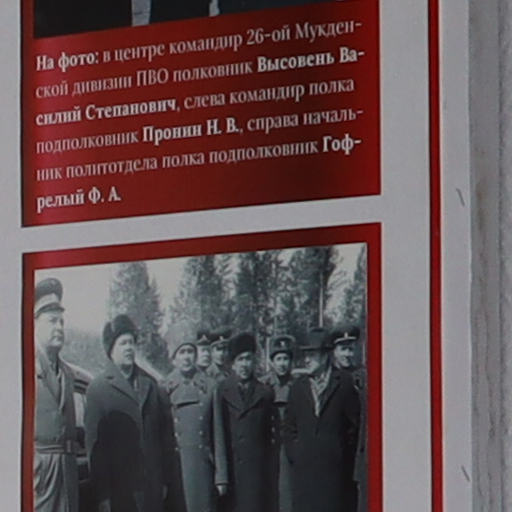 На фото: в центре командир 26-ой Мукден-
ской дивизии ПВО полковник Высовень Ва-
силий Степанович, слева командир полка
подполковник Пронин Н. В., справа началь-
ник политотдела полка подполковник Гоф-
релый Ф. А.